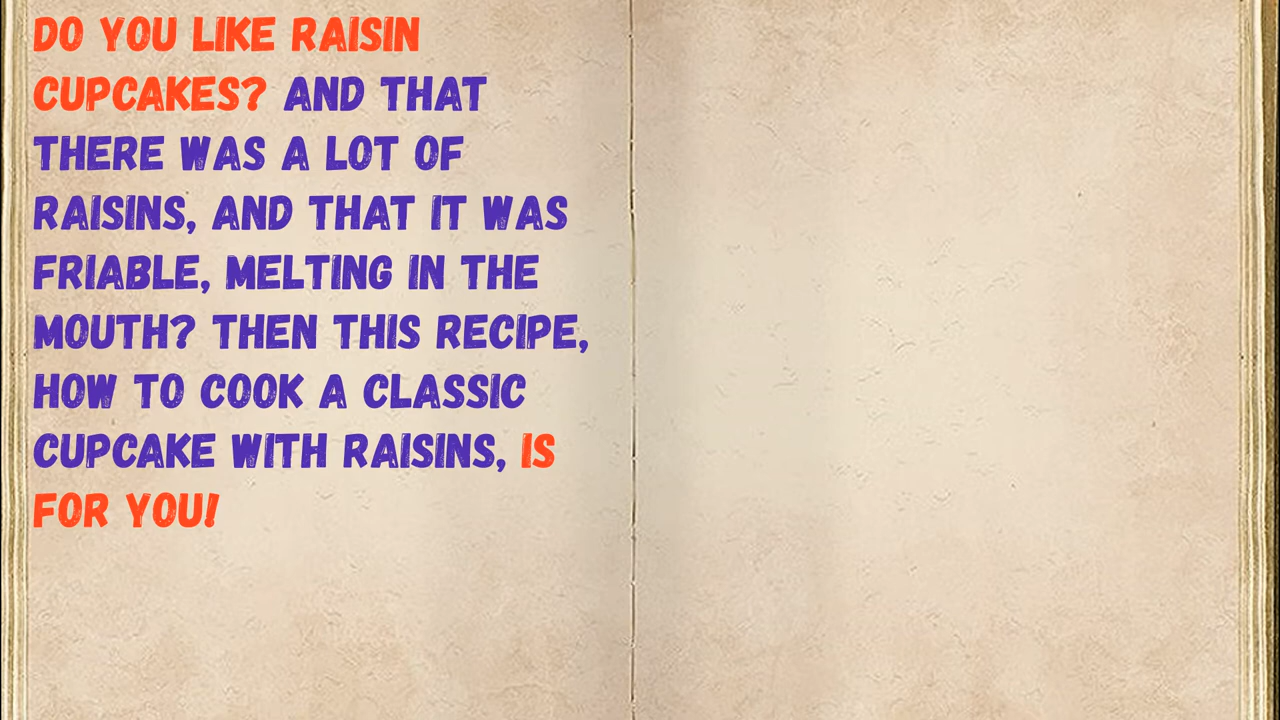 DO YOU LIKE RAISIN
CUPCAKES? AND THAT
THERE WAS A LOT OF
RAISINS, AND THAT IT WAS
FRIABLE, MELTING IN THE
MOUTH? THEN THIS RECIPE,
HOW TO COOK A CLASSIC
CUPCAKE WITH RAISINS, IS
FOR YOU!